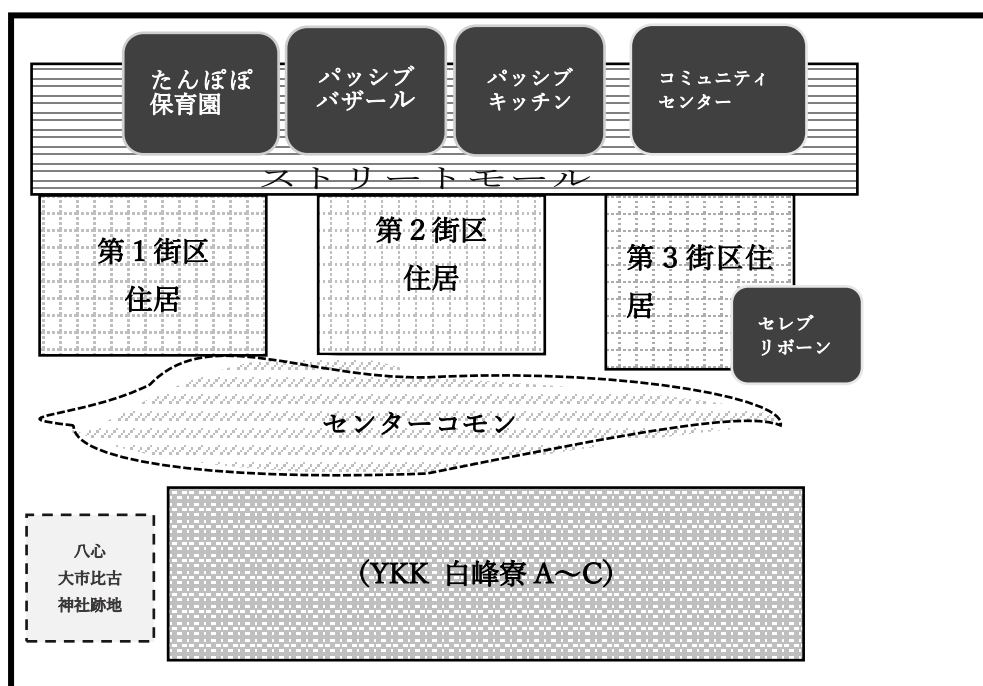 たんぽぽ
保育園
パッシブ
バザール
パッシブ
キッチン
コミュニティ
センター
ストリートモール
第１街区
住居
第２街区
住居
第３街区住
居
セレブ
リボーン
センターコモン
八心
大市比古
神社跡地
（YKK 白峰寮 A～C）